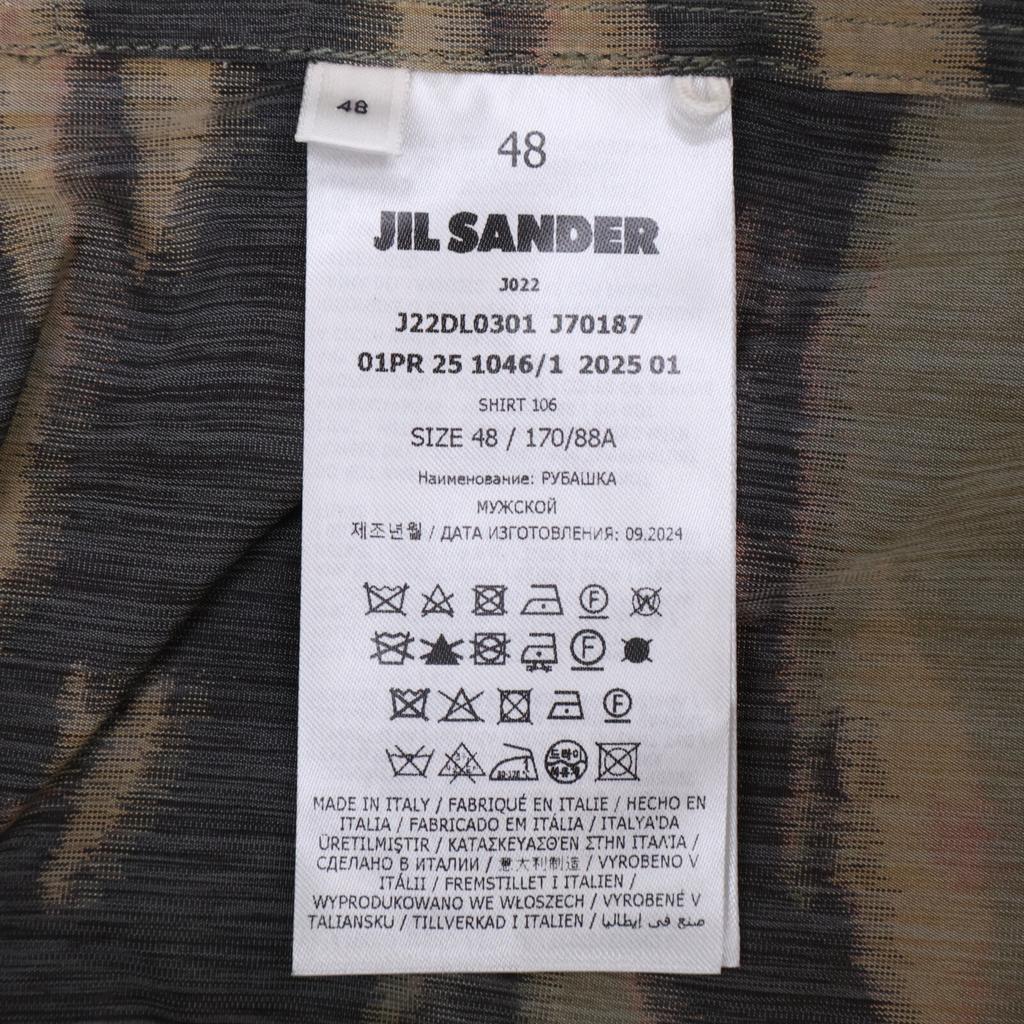 48
48
JIL SANDER
J022
J22DL0301 J70187
01PR 25 1046/1 2025 01
SHIRT 106
SIZE 48 / 170/88A
Наименование: РУБАШКА
МУЖСКОЙ
제조년월 / ДАТА ИЗГОТОВЛЕНИЯ: 09.2024
F W
F
F
드라이
MADE IN ITALY / FABRIQUÉ EN ITALIE / HECHO EN
ITALIA / FABRICADO EM ITÁLIA / ITALYA'DA
ÜRETILMIŞTIR / ΚΑΤΑΣΚΕΥΑΣΘΕΝ ΣΤΗΝ ΙΤΑΛΙΑ /
СДЕЛАНО В ИТАЛИИ / 意大利制造 / VYROBENO V
ITÁLII / FREMSTILLET I ITALIEN /
WYPRODUKOWANO WE WŁOSZECH / VYROBENÉ V
TALIANSKU / TILLVERKAD I ITALIEN / صنع في إيطاليا